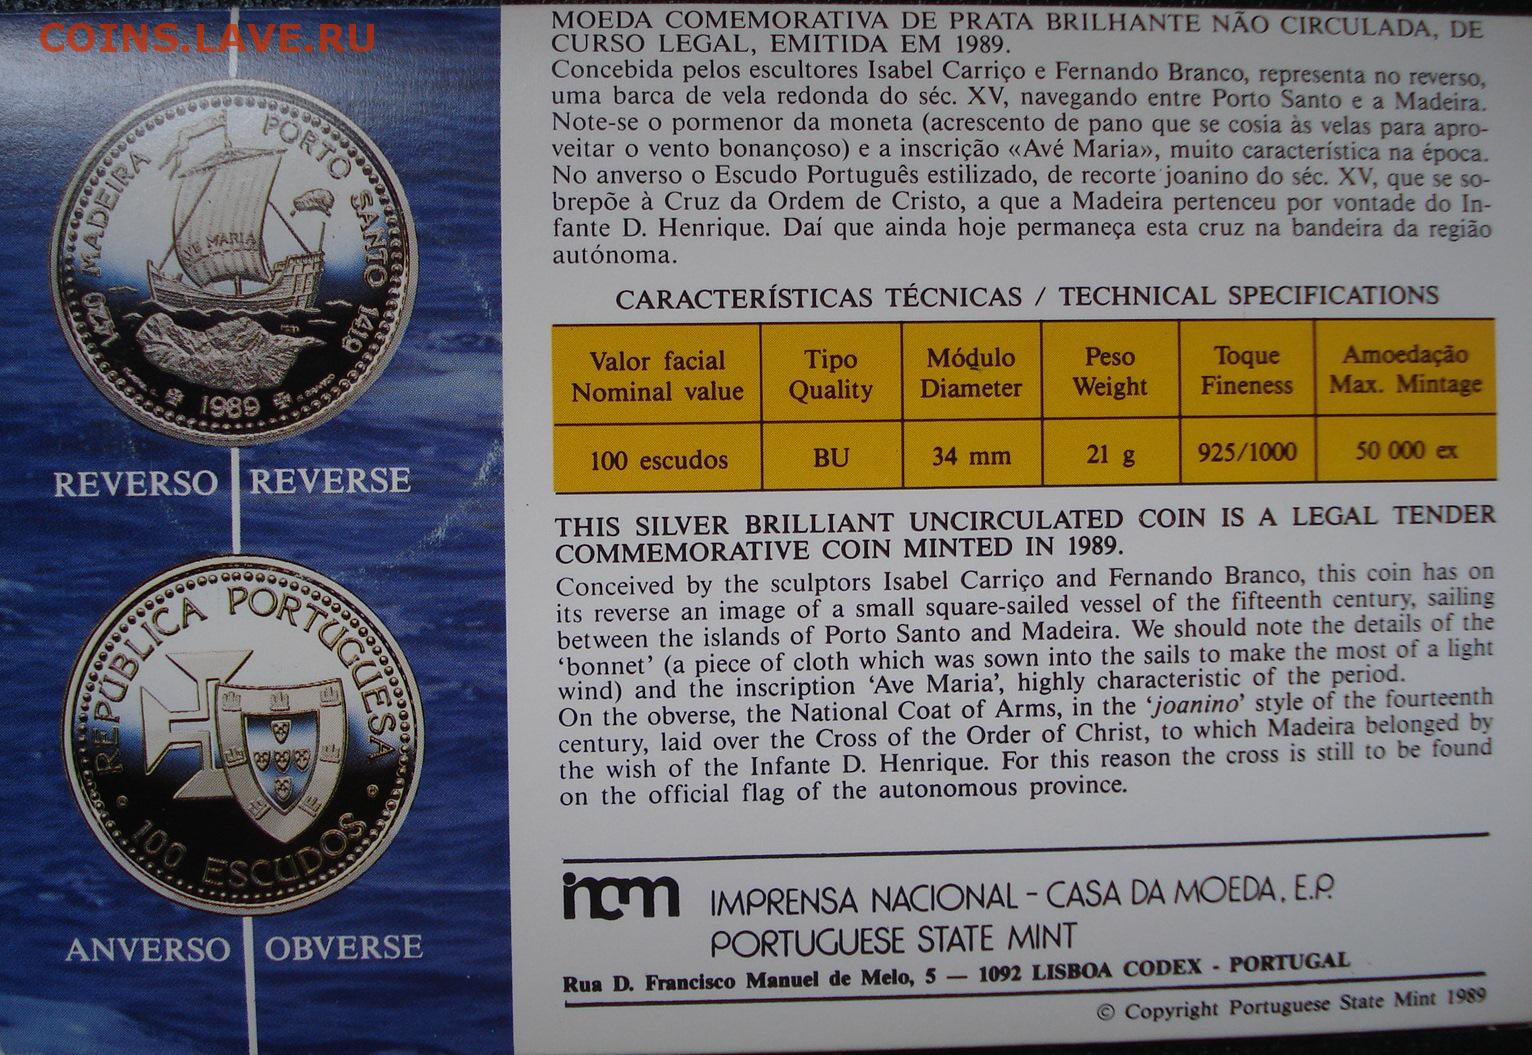 COINS.LAVE.RU
MADEIRA 1420 PORTO SANTO 1419
AVE MARIA
1989
REVERSO REVERSE
REPÚBLICA PORTUGUESA
100 ESCUDOS
ANVERSO OBVERSE
MOEDA COMEMORATIVA DE PRATA BRILHANTE NÃO CIRCULADA, DE
CURSO LEGAL, EMITIDA EM 1989.
Concebida pelos escultores Isabel Carriço e Fernando Branco, representa no reverso,
uma barca de vela redonda do séc. XV, navegando entre Porto Santo e a Madeira.
Note-se o pormenor da moneta (acrescento de pano que se cosia às velas para apro-
veitar o vento bonançoso) e a inscrição «Avé Maria», muito característica na época.
No anverso o Escudo Português estilizado, de recorte joanino do séc. XV, que se so-
brepõe à Cruz da Ordem de Cristo, a que a Madeira pertenceu por vontade do In-
fante D. Henrique. Daí que ainda hoje permaneça esta cruz na bandeira da região
autónoma.
CARACTERÍSTICAS TÉCNICAS / TECHNICAL SPECIFICATIONS
Valor facial Tipo Módulo Peso Toque Amoedação
Nominal value Quality Diameter Weight Fineness Max. Mintage
100 escudos BU 34 mm 21 g 925/1000 50 000 ex
THIS SILVER BRILLIANT UNCIRCULATED COIN IS A LEGAL TENDER
COMMEMORATIVE COIN MINTED IN 1989.
Conceived by the sculptors Isabel Carriço and Fernando Branco, this coin has on
its reverse an image of a small square-sailed vessel of the fifteenth century, sailing
between the islands of Porto Santo and Madeira. We should note the details of the
‘bonnet’ (a piece of cloth which was sown into the sails to make the most of a light
wind) and the inscription ‘Ave Maria’, highly characteristic of the period.
On the obverse, the National Coat of Arms, in the ‘joanino’ style of the fourteenth
century, laid over the Cross of the Order of Christ, to which Madeira belonged by
the wish of the Infante D. Henrique. For this reason the cross is still to be found
on the official flag of the autonomous province.
incm IMPRENSA NACIONAL - CASA DA MOEDA, E.P.
PORTUGUESE STATE MINT
Rua D. Francisco Manuel de Melo, 5 — 1092 LISBOA CODEX - PORTUGAL
© Copyright Portuguese State Mint 1989